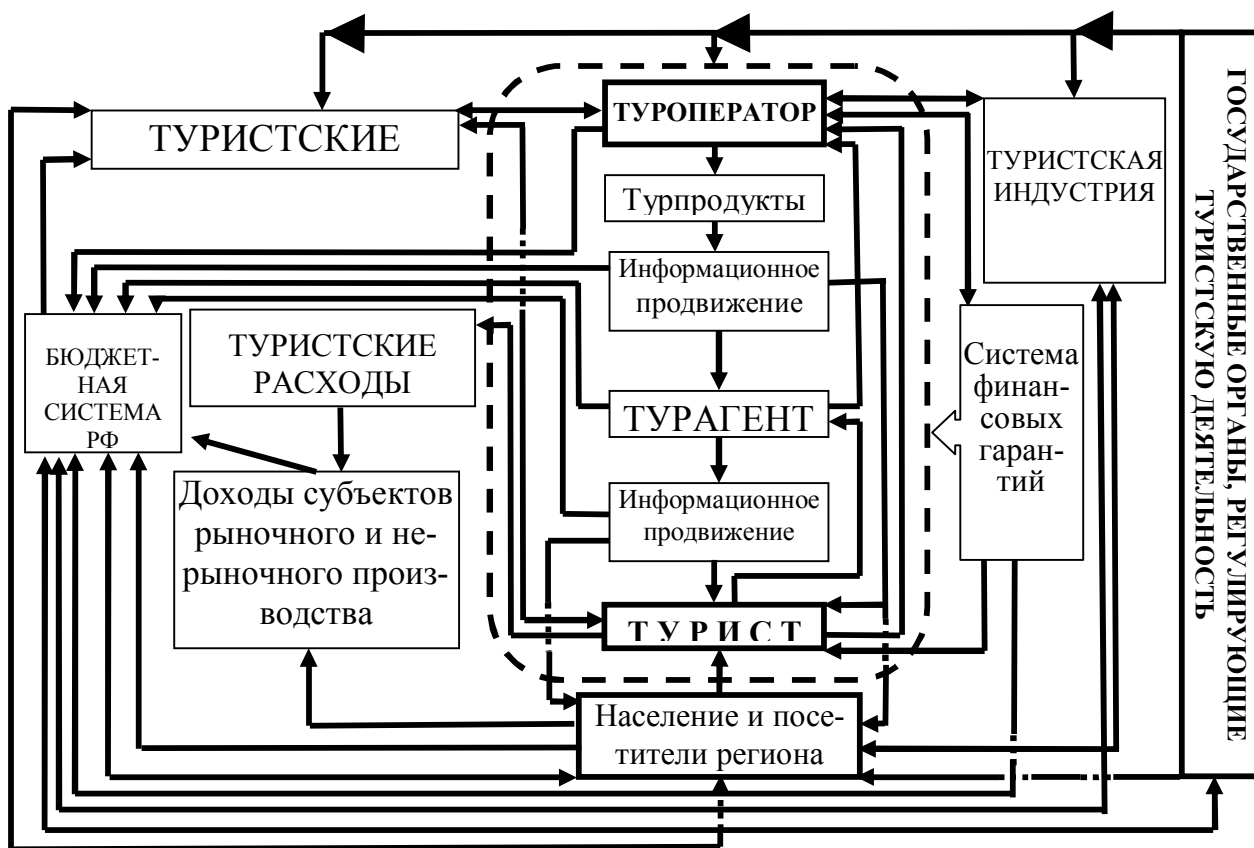 ТУРИСТСКИЕ
ТУРОПЕРАТОР
Турпродукты
Информационное
продвижение
ТУРАГЕНТ
Информационное
продвижение
Т У Р И С Т
Население и посе-
тители региона
ТУРИСТСКАЯ
ИНДУСТРИЯ
Система
финан-
совых
гаран-
тий
ГОСУДАРСТВЕННЫЕ ОРГАНЫ, РЕГУЛИРУЮЩИЕ
ТУРИСТСКУЮ ДЕЯТЕЛЬНОСТЬ
БЮДЖЕТ-
НАЯ
СИСТЕМА
РФ
ТУРИСТСКИЕ
РАСХОДЫ
Доходы субъектов
рыночного и не-
рыночного произ-
водства